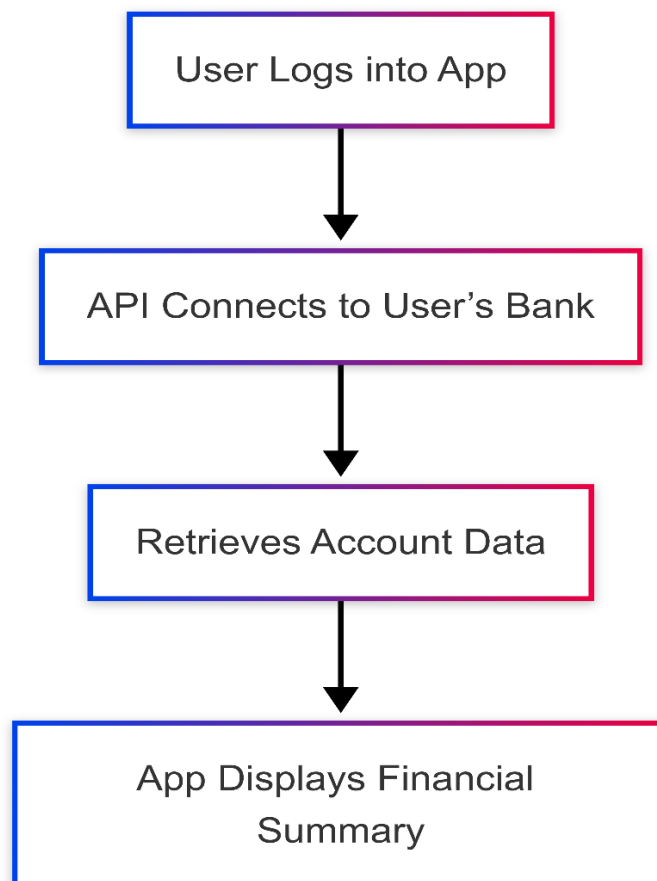 User Logs into App
API Connects to User’s Bank
Retrieves Account Data
App Displays Financial
Summary